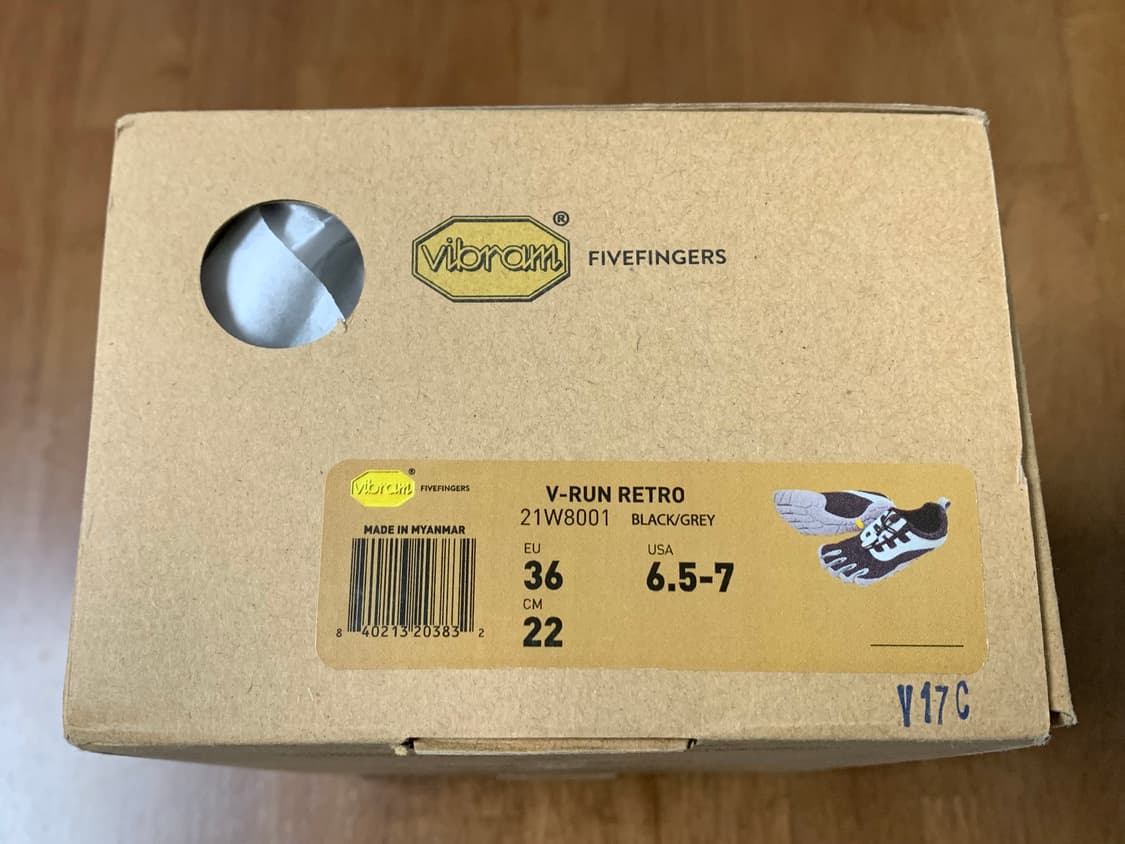 vibram® FIVEFINGERS
vibram® FIVEFINGERS
MADE IN MYANMAR
8 40213 20383 2
V-RUN RETRO
21W8001 BLACK/GREY
EU USA
36 6.5-7
CM
22
V17C